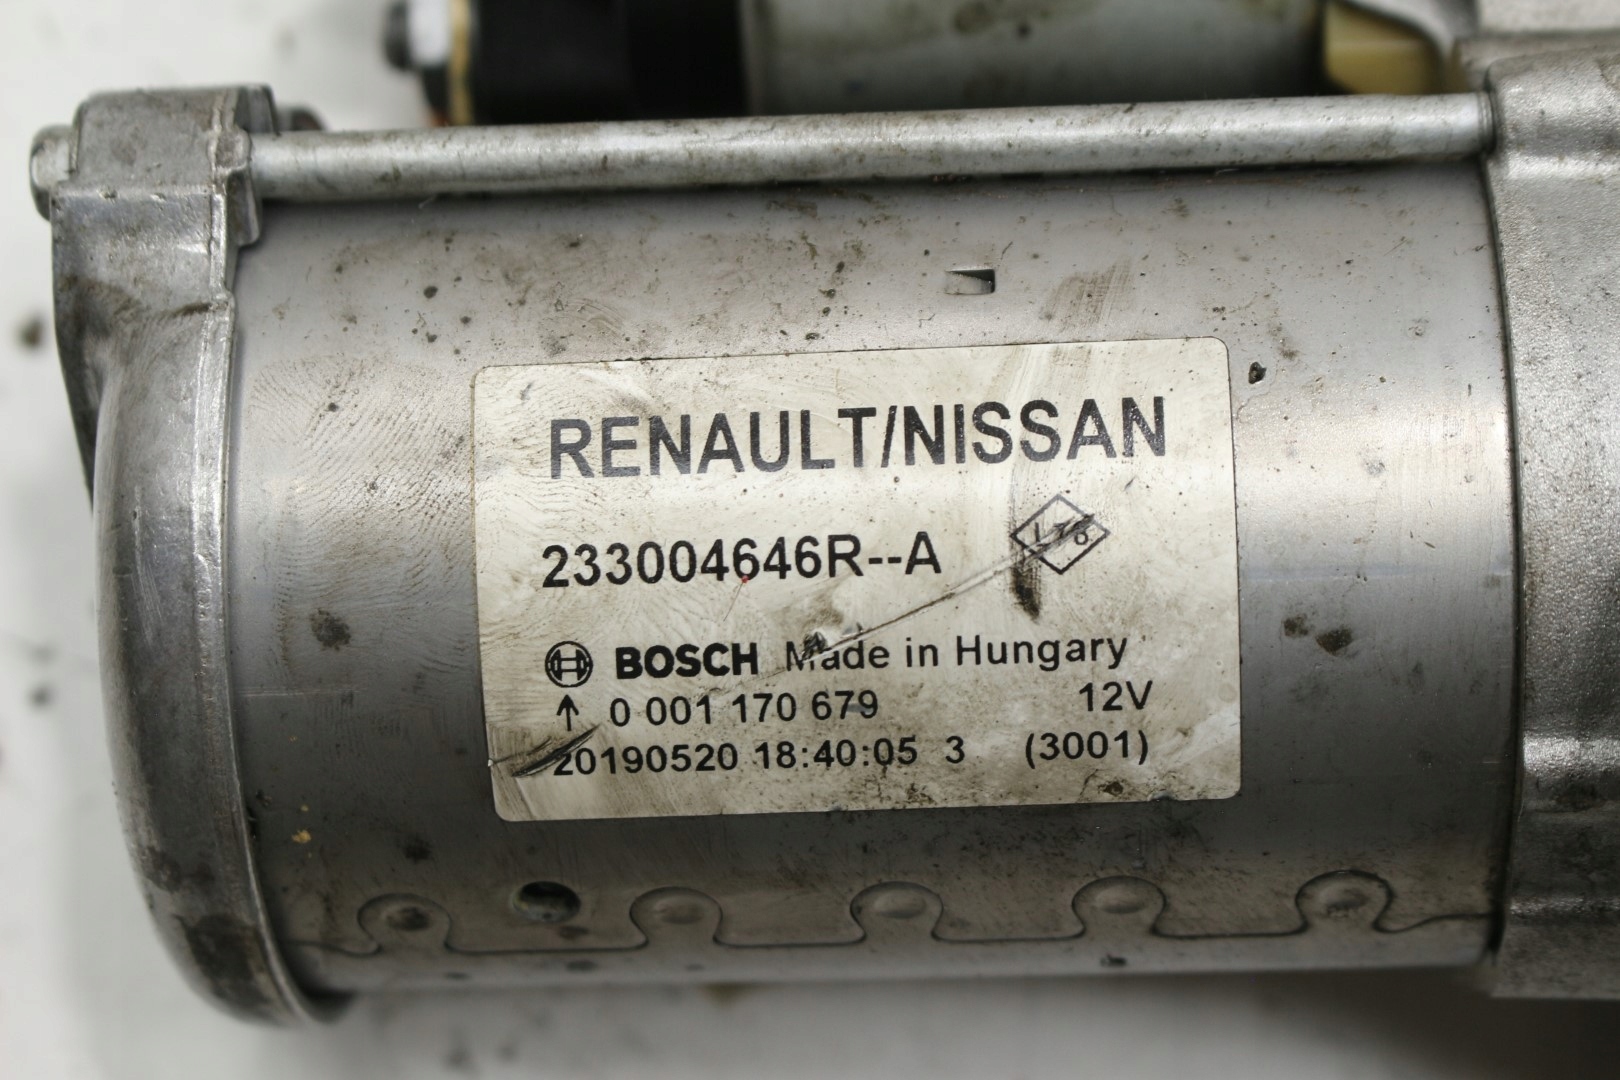 RENAULT/NISSAN
233004646R--A
BOSCH Made in Hungary
↑ 0 001 170 679 12V
20190520 18:40:05 3 (3001)